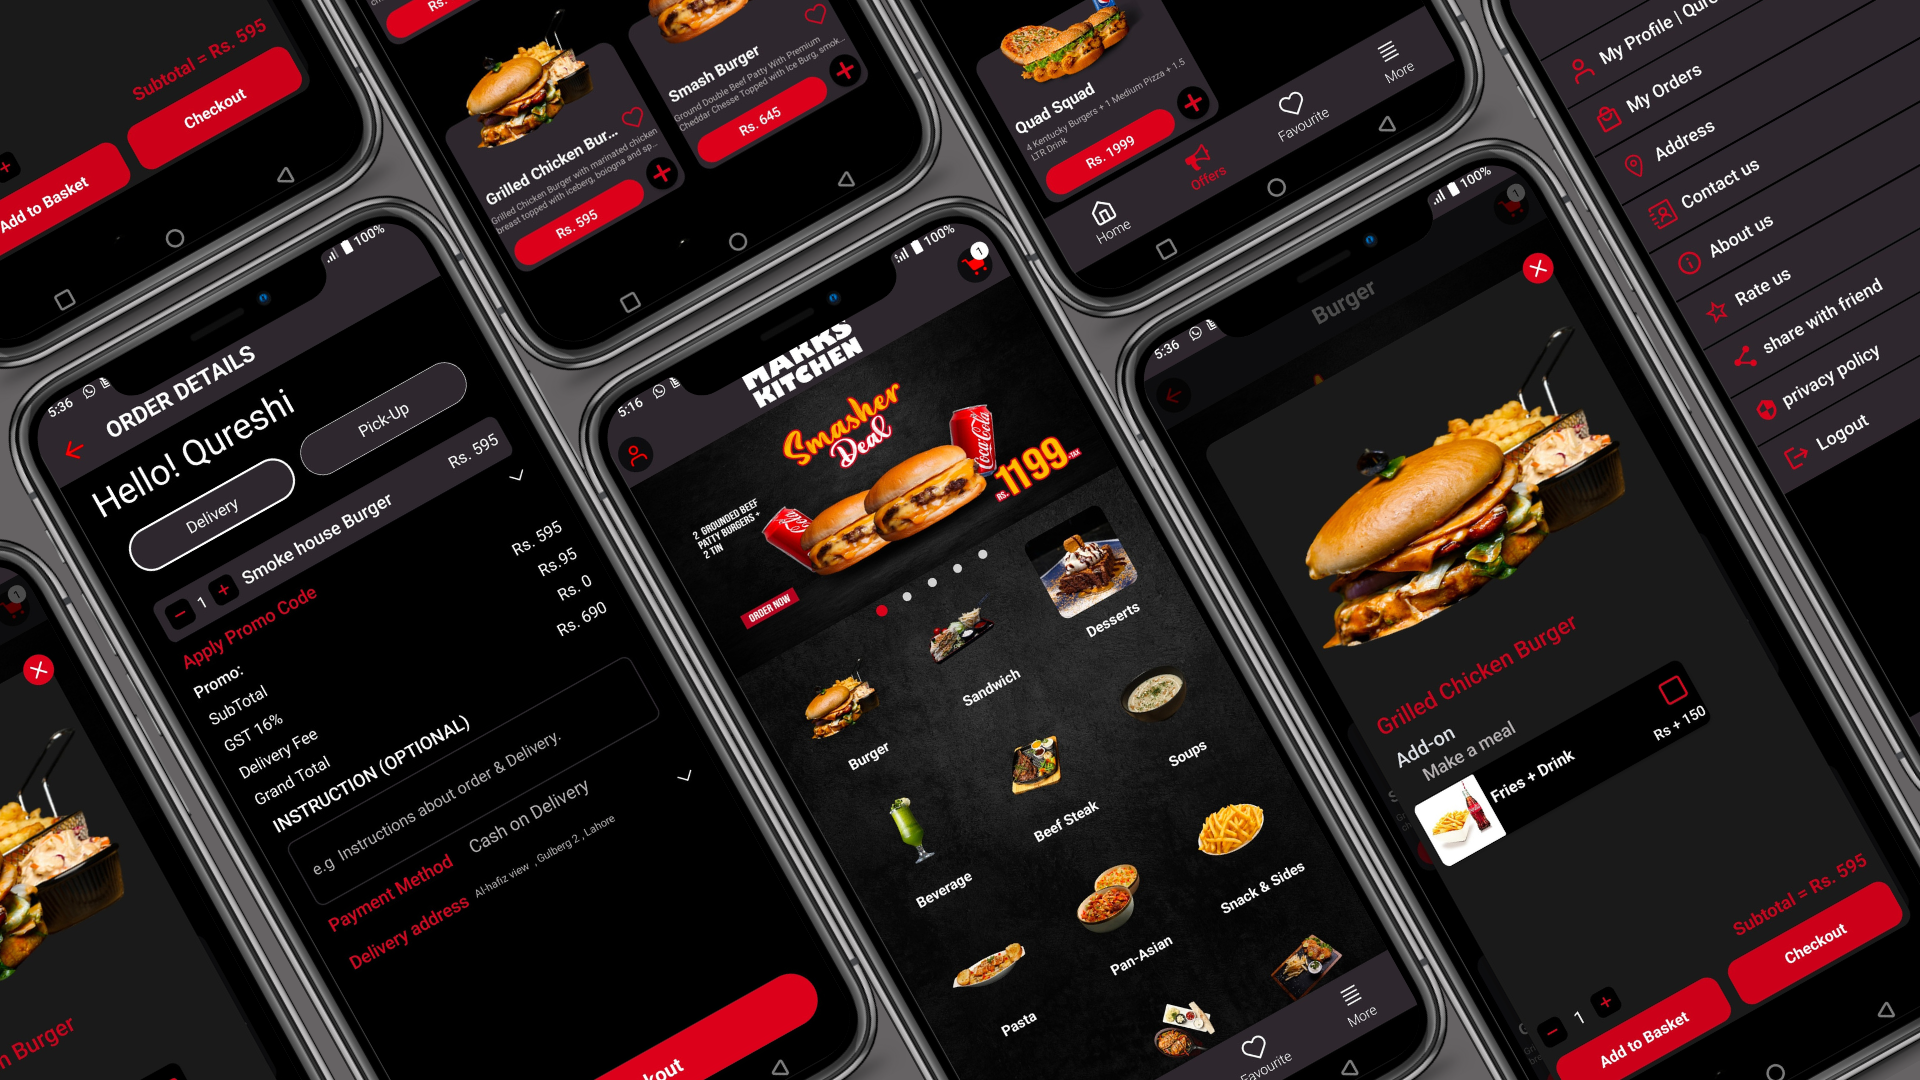 Subtotal = Rs. 595
Checkout
Add to Basket
Grilled Chicken Bur...
Grilled Chicken Burger with marinated chicken
breast topped with iceberg, bologna and sp...
Rs. 595
Smash Burger
Ground Double Beef Patty With Premium
Cheddar Chesse Topped with Ice Burg, smok...
Rs. 645
Quad Squad
4 Kentucky Burgers + 1 Medium Pizza + 1.5
LTR Drink
Rs. 1999
Home
Offers
Favourite
More
My Orders
Address
Contact us
About us
Rate us
share with friend
privacy policy
Logout
5:36
100%
ORDER DETAILS
Hello! Qureshi
Delivery
Pick-Up
1
Smoke house Burger
Rs. 595
Apply Promo Code
Promo:
SubTotal
Rs. 595
GST 16%
Rs.95
Delivery Fee
Rs. 0
Grand Total
Rs. 690
INSTRUCTION (OPTIONAL)
e.g Instructions about order & Delivery.
Payment Method
Cash on Delivery
Delivery address
Al-hafiz view , Gulberg 2 , Lahore
5:16
100%
1
MAKKS
KITCHEN
Smasher
Deal
2 GROUNDED BEEF
PATTY BURGERS +
2 TIN
Coca-Cola
RS. 1199 +TAX
ORDER NOW
Burger
Sandwich
Desserts
Beverage
Beef Steak
Soups
Pasta
Pan-Asian
Snack & Sides
Favourite
More
5:36
100%
1
Burger
Grilled Chicken Burger
Add-on
Make a meal
Fries + Drink
Rs + 150
Subtotal = Rs. 595
1
Add to Basket
Checkout